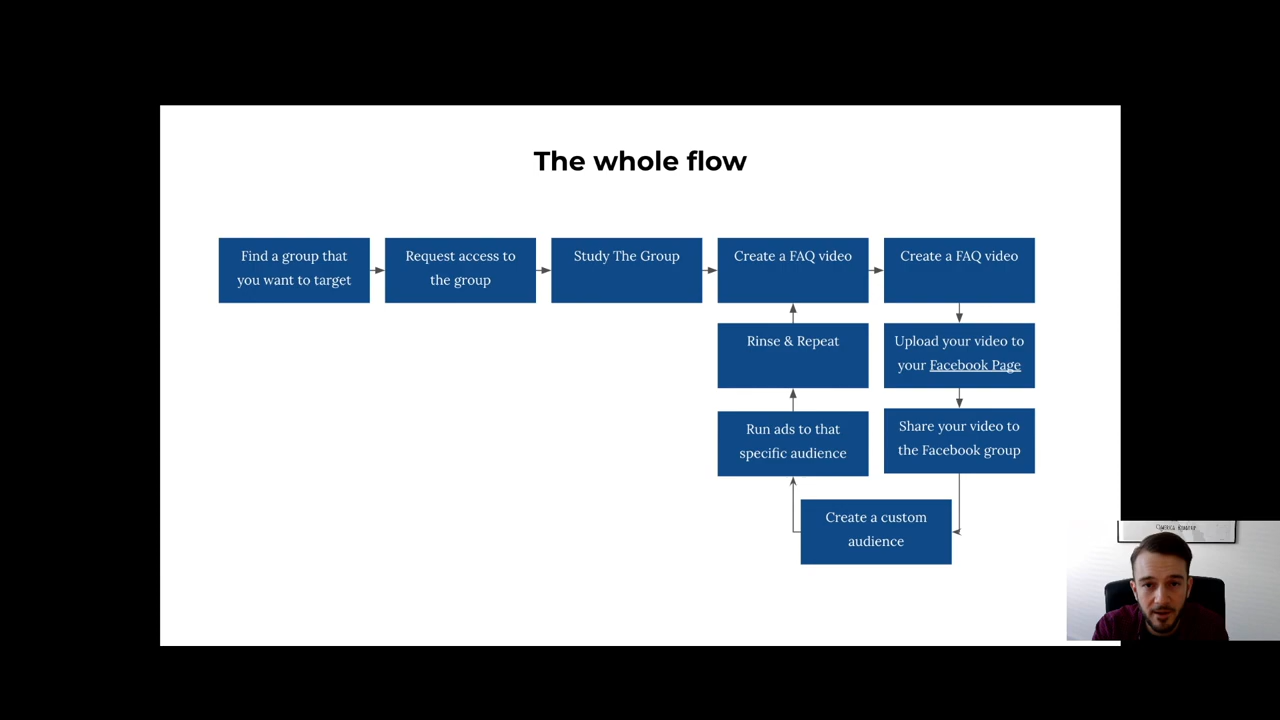 The whole flow
Find a group that
you want to target
Request access to
the group
Study The Group
Create a FAQ video
Create a FAQ video
Upload your video to
your Facebook Page
Share your video to
the Facebook group
Create a custom
audience
Run ads to that
specific audience
Rinse & Repeat